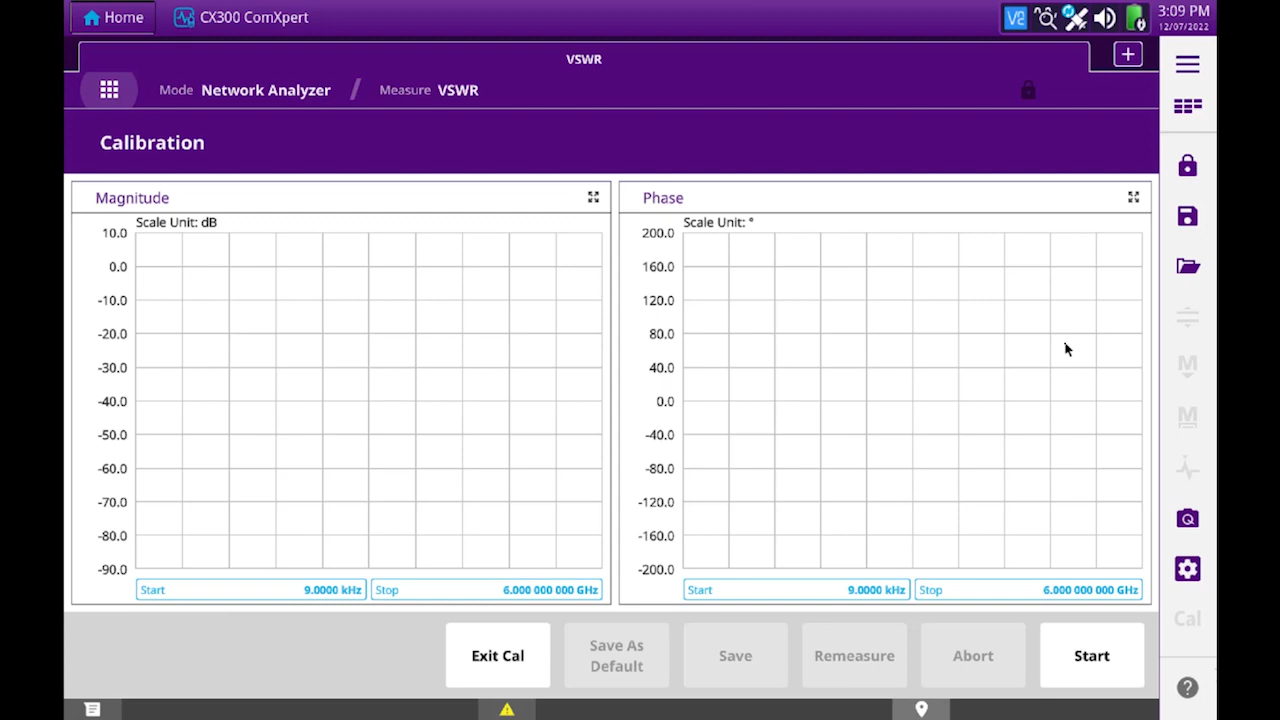 Home
CX300 ComXpert
3:09 PM
12/07/2022
VSWR
+
Mode Network Analyzer / Measure VSWR
Calibration
Magnitude
Scale Unit: dB
10.0
0.0
-10.0
-20.0
-30.0
-40.0
-50.0
-60.0
-70.0
-80.0
-90.0
Start 9.0000 kHz
Stop 6.000 000 000 GHz
Phase
Scale Unit: °
200.0
160.0
120.0
80.0
40.0
0.0
-40.0
-80.0
-120.0
-160.0
-200.0
Start 9.0000 kHz
Stop 6.000 000 000 GHz
Exit Cal
Save As
Default
Save
Remeasure
Abort
Start
M
M
Cal
?